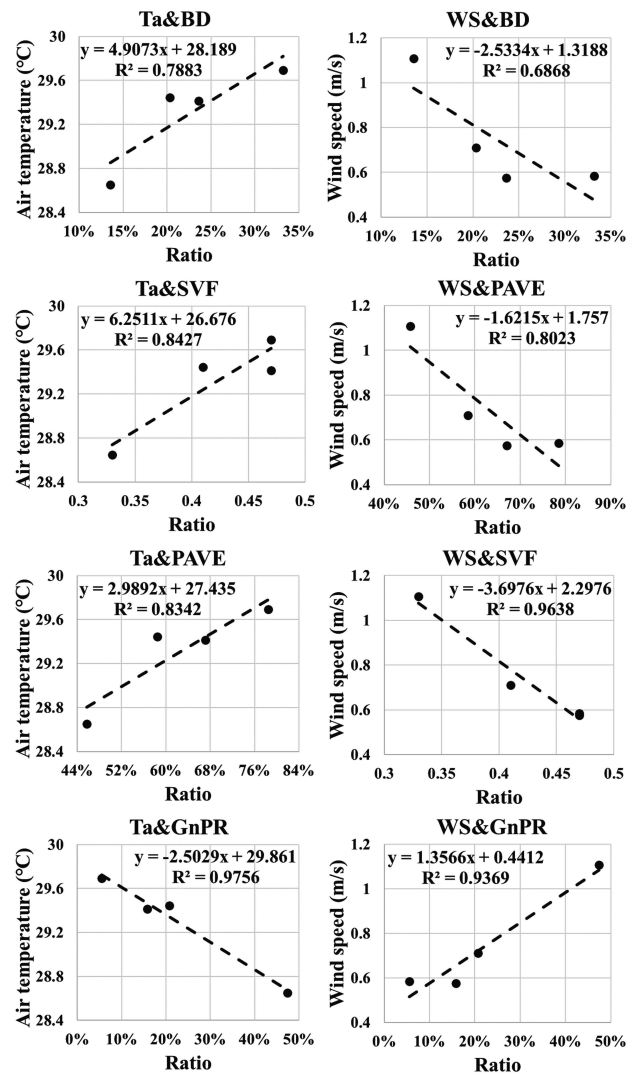 Ta&BD
y = 4.9073x + 28.189
R² = 0.7883
Air temperature (°C)
30
29.6
29.2
28.8
28.4
10% 15% 20% 25% 30% 35%
Ratio
WS&BD
y = -2.5334x + 1.3188
R² = 0.6868
Wind speed (m/s)
1.2
1
0.8
0.6
0.4
10% 15% 20% 25% 30% 35%
Ratio
Ta&SVF
y = 6.2511x + 26.676
R² = 0.8427
Air temperature (°C)
30
29.6
29.2
28.8
28.4
0.3 0.35 0.4 0.45 0.5
Ratio
WS&PAVE
y = -1.6215x + 1.757
R² = 0.8023
Wind speed (m/s)
1.2
1
0.8
0.6
0.4
40% 50% 60% 70% 80% 90%
Ratio
Ta&PAVE
y = 2.9892x + 27.435
R² = 0.8342
Air temperature (°C)
30
29.6
29.2
28.8
28.4
44% 52% 60% 68% 76% 84%
Ratio
WS&SVF
y = -3.6976x + 2.2976
R² = 0.9638
Wind speed (m/s)
1.2
1
0.8
0.6
0.4
0.3 0.35 0.4 0.45 0.5
Ratio
Ta&GnPR
y = -2.5029x + 29.861
R² = 0.9756
Air temperature (°C)
30
29.6
29.2
28.8
28.4
0% 10% 20% 30% 40% 50%
Ratio
WS&GnPR
y = 1.3566x + 0.4412
R² = 0.9369
Wind speed (m/s)
1.2
1
0.8
0.6
0.4
0% 10% 20% 30% 40% 50%
Ratio